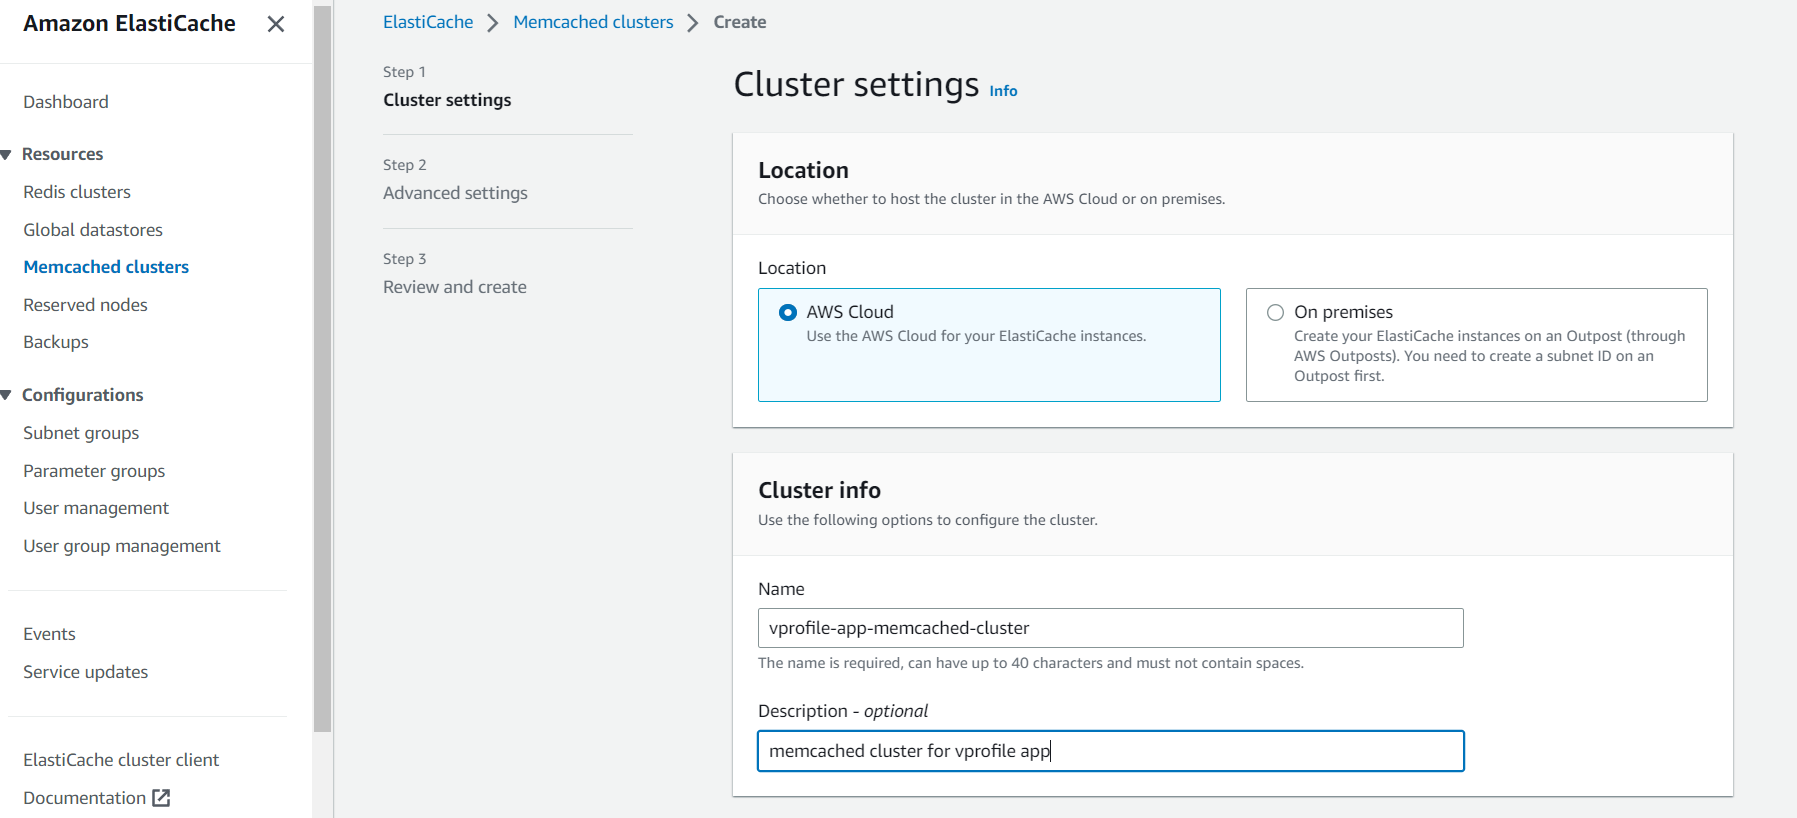 Amazon ElastiCache
Dashboard
Resources
Redis clusters
Global datastores
Memcached clusters
Reserved nodes
Backups
Configurations
Subnet groups
Parameter groups
User management
User group management
Events
Service updates
ElastiCache cluster client
Documentation
ElastiCache > Memcached clusters > Create
Step 1
Cluster settings
Step 2
Advanced settings
Step 3
Review and create
Cluster settings Info
Location
Choose whether to host the cluster in the AWS Cloud or on premises.
Location
AWS Cloud
Use the AWS Cloud for your ElastiCache instances.
On premises
Create your ElastiCache instances on an Outpost (through
AWS Outposts). You need to create a subnet ID on an
Outpost first.
Cluster info
Use the following options to configure the cluster.
Name
vprofile-app-memcached-cluster
The name is required, can have up to 40 characters and must not contain spaces.
Description - optional
memcached cluster for vprofile app